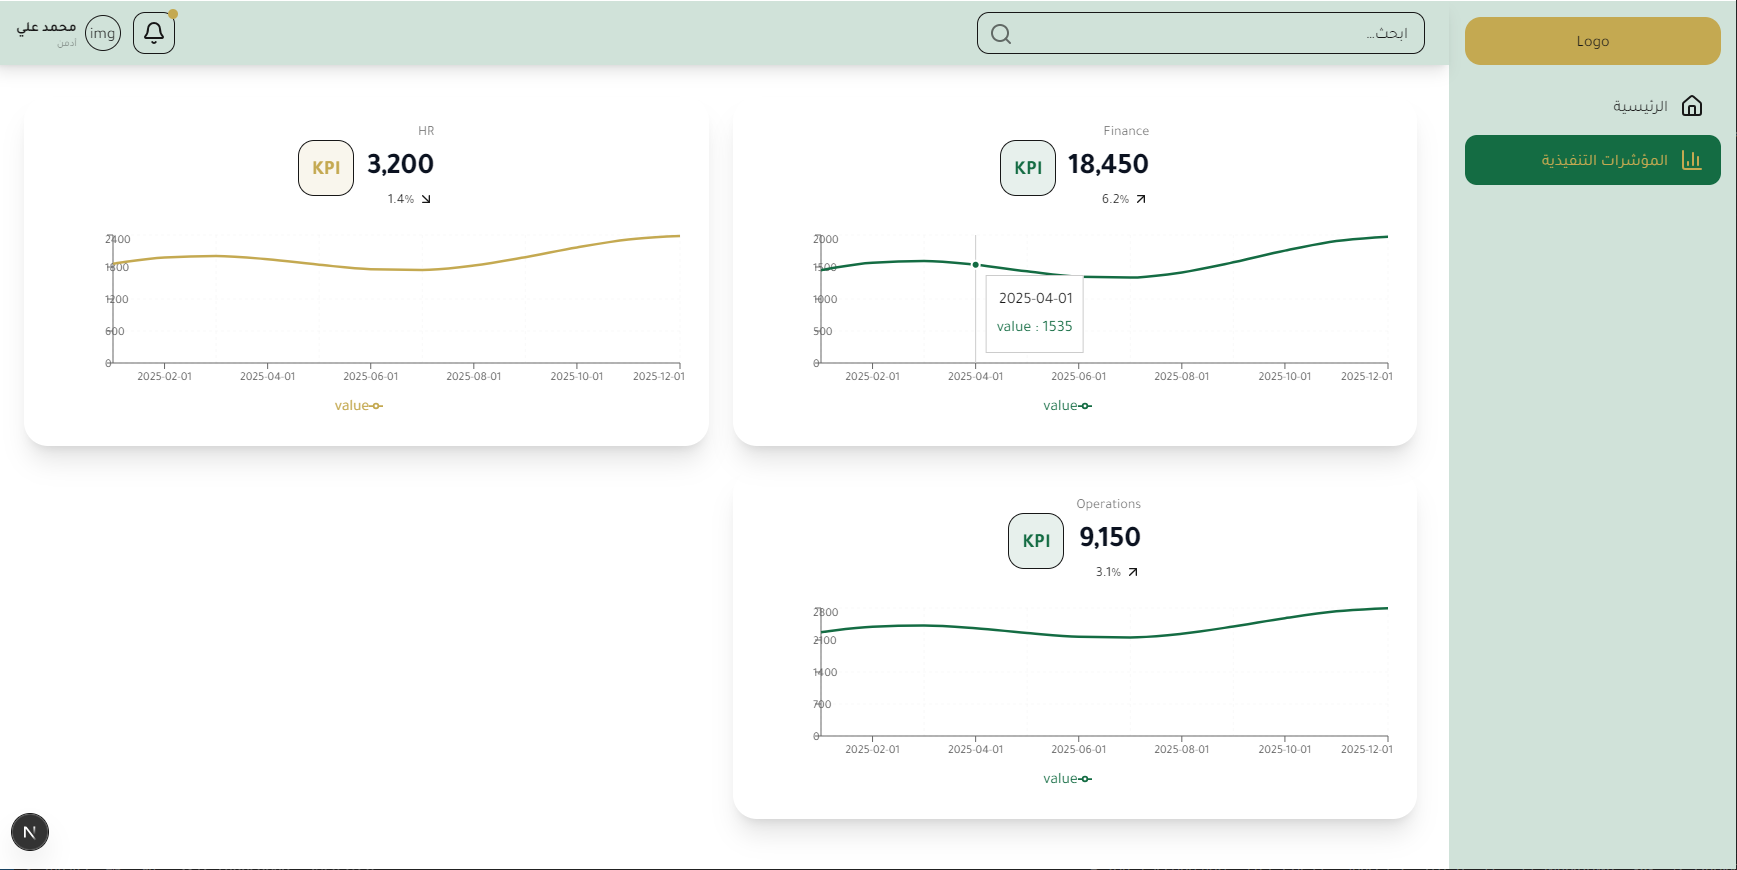 Logo
الرئيسية
المؤشرات التنفيذية
ابحث...
محمد علي
أدمن
img
Finance
18,450
KPI
6.2%
2000
1500
1000
500
0
2025-04-01
value : 1535
2025-02-01 2025-04-01 2025-06-01 2025-08-01 2025-10-01 2025-12-01
value
HR
3,200
KPI
1.4%
2400
1800
1200
600
0
2025-02-01 2025-04-01 2025-06-01 2025-08-01 2025-10-01 2025-12-01
value
Operations
9,150
KPI
3.1%
2800
2100
1400
700
0
2025-02-01 2025-04-01 2025-06-01 2025-08-01 2025-10-01 2025-12-01
value
N